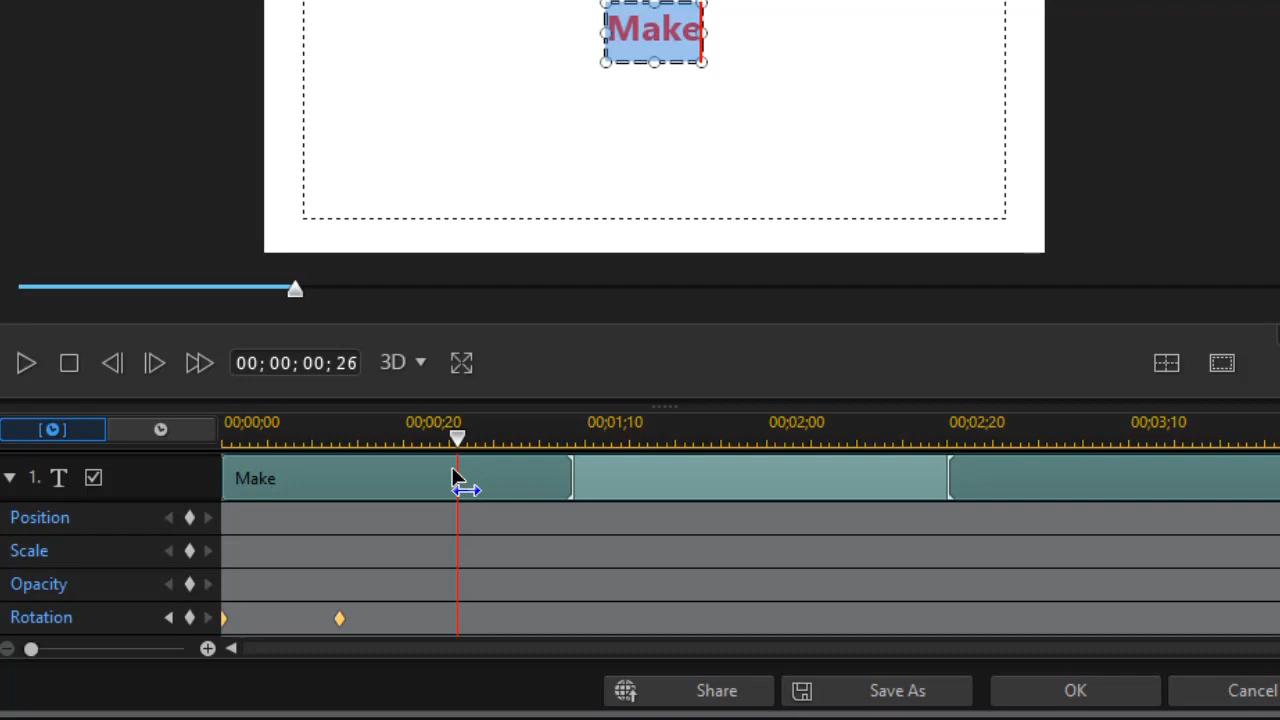 Make
00;00;00;26 3D
00;00;00 00;00;20 00;01;10 00;02;00 00;02;20 00;03;10
1. T Make
Position
Scale
Opacity
Rotation
Share Save As OK Cancel